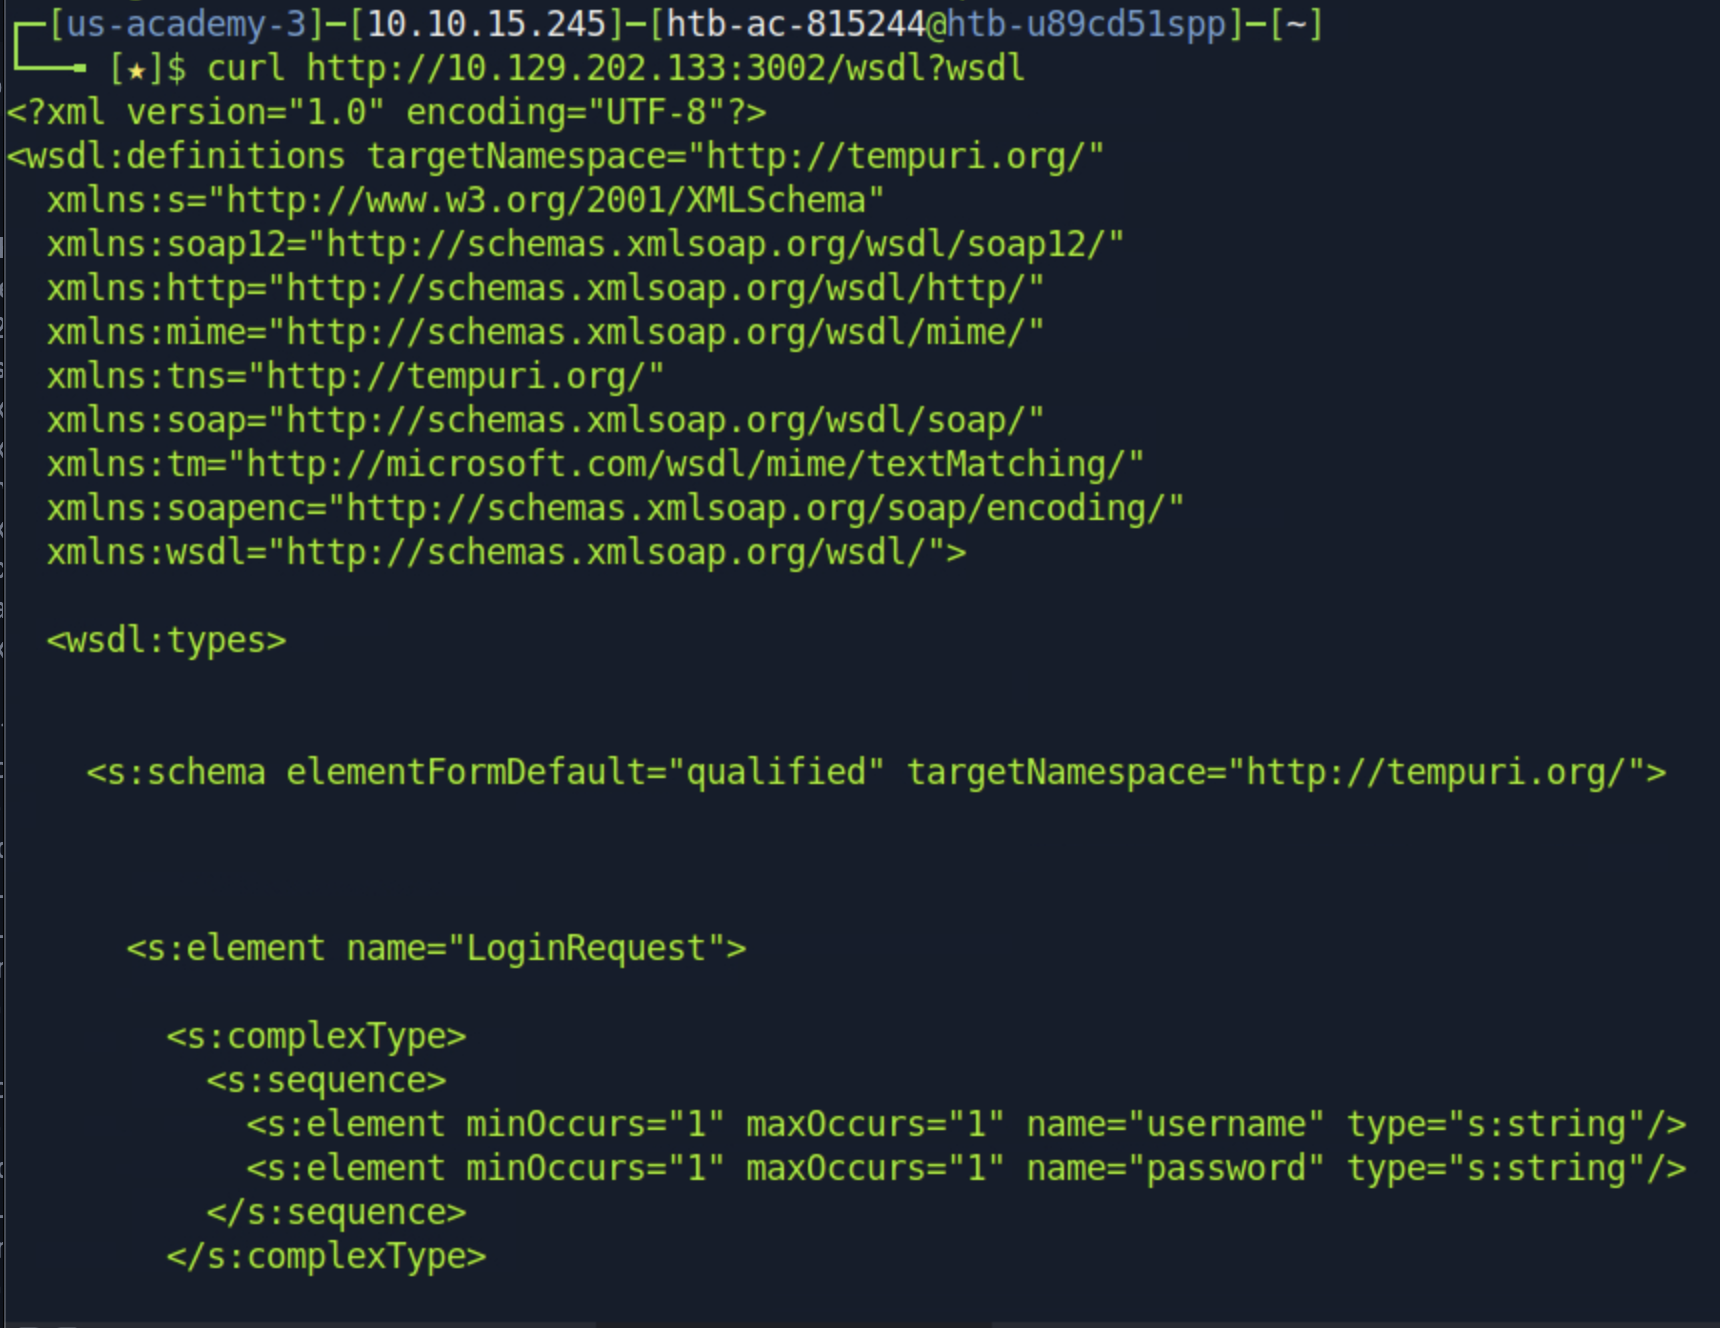 ┌─[us-academy-3]─[10.10.15.245]─[htb-ac-815244@htb-u89cd51spp]─[~]
└──╼ [★]$ curl http://10.129.202.133:3002/wsdl?wsdl
<?xml version="1.0" encoding="UTF-8"?>
<wsdl:definitions targetNamespace="http://tempuri.org/"
  xmlns:s="http://www.w3.org/2001/XMLSchema"
  xmlns:soap12="http://schemas.xmlsoap.org/wsdl/soap12/"
  xmlns:http="http://schemas.xmlsoap.org/wsdl/http/"
  xmlns:mime="http://schemas.xmlsoap.org/wsdl/mime/"
  xmlns:tns="http://tempuri.org/"
  xmlns:soap="http://schemas.xmlsoap.org/wsdl/soap/"
  xmlns:tm="http://microsoft.com/wsdl/mime/textMatching/"
  xmlns:soapenc="http://schemas.xmlsoap.org/soap/encoding/"
  xmlns:wsdl="http://schemas.xmlsoap.org/wsdl/">
  <wsdl:types>
    <s:schema elementFormDefault="qualified" targetNamespace="http://tempuri.org/">
      <s:element name="LoginRequest">
        <s:complexType>
          <s:sequence>
            <s:element minOccurs="1" maxOccurs="1" name="username" type="s:string"/>
            <s:element minOccurs="1" maxOccurs="1" name="password" type="s:string"/>
          </s:sequence>
        </s:complexType>